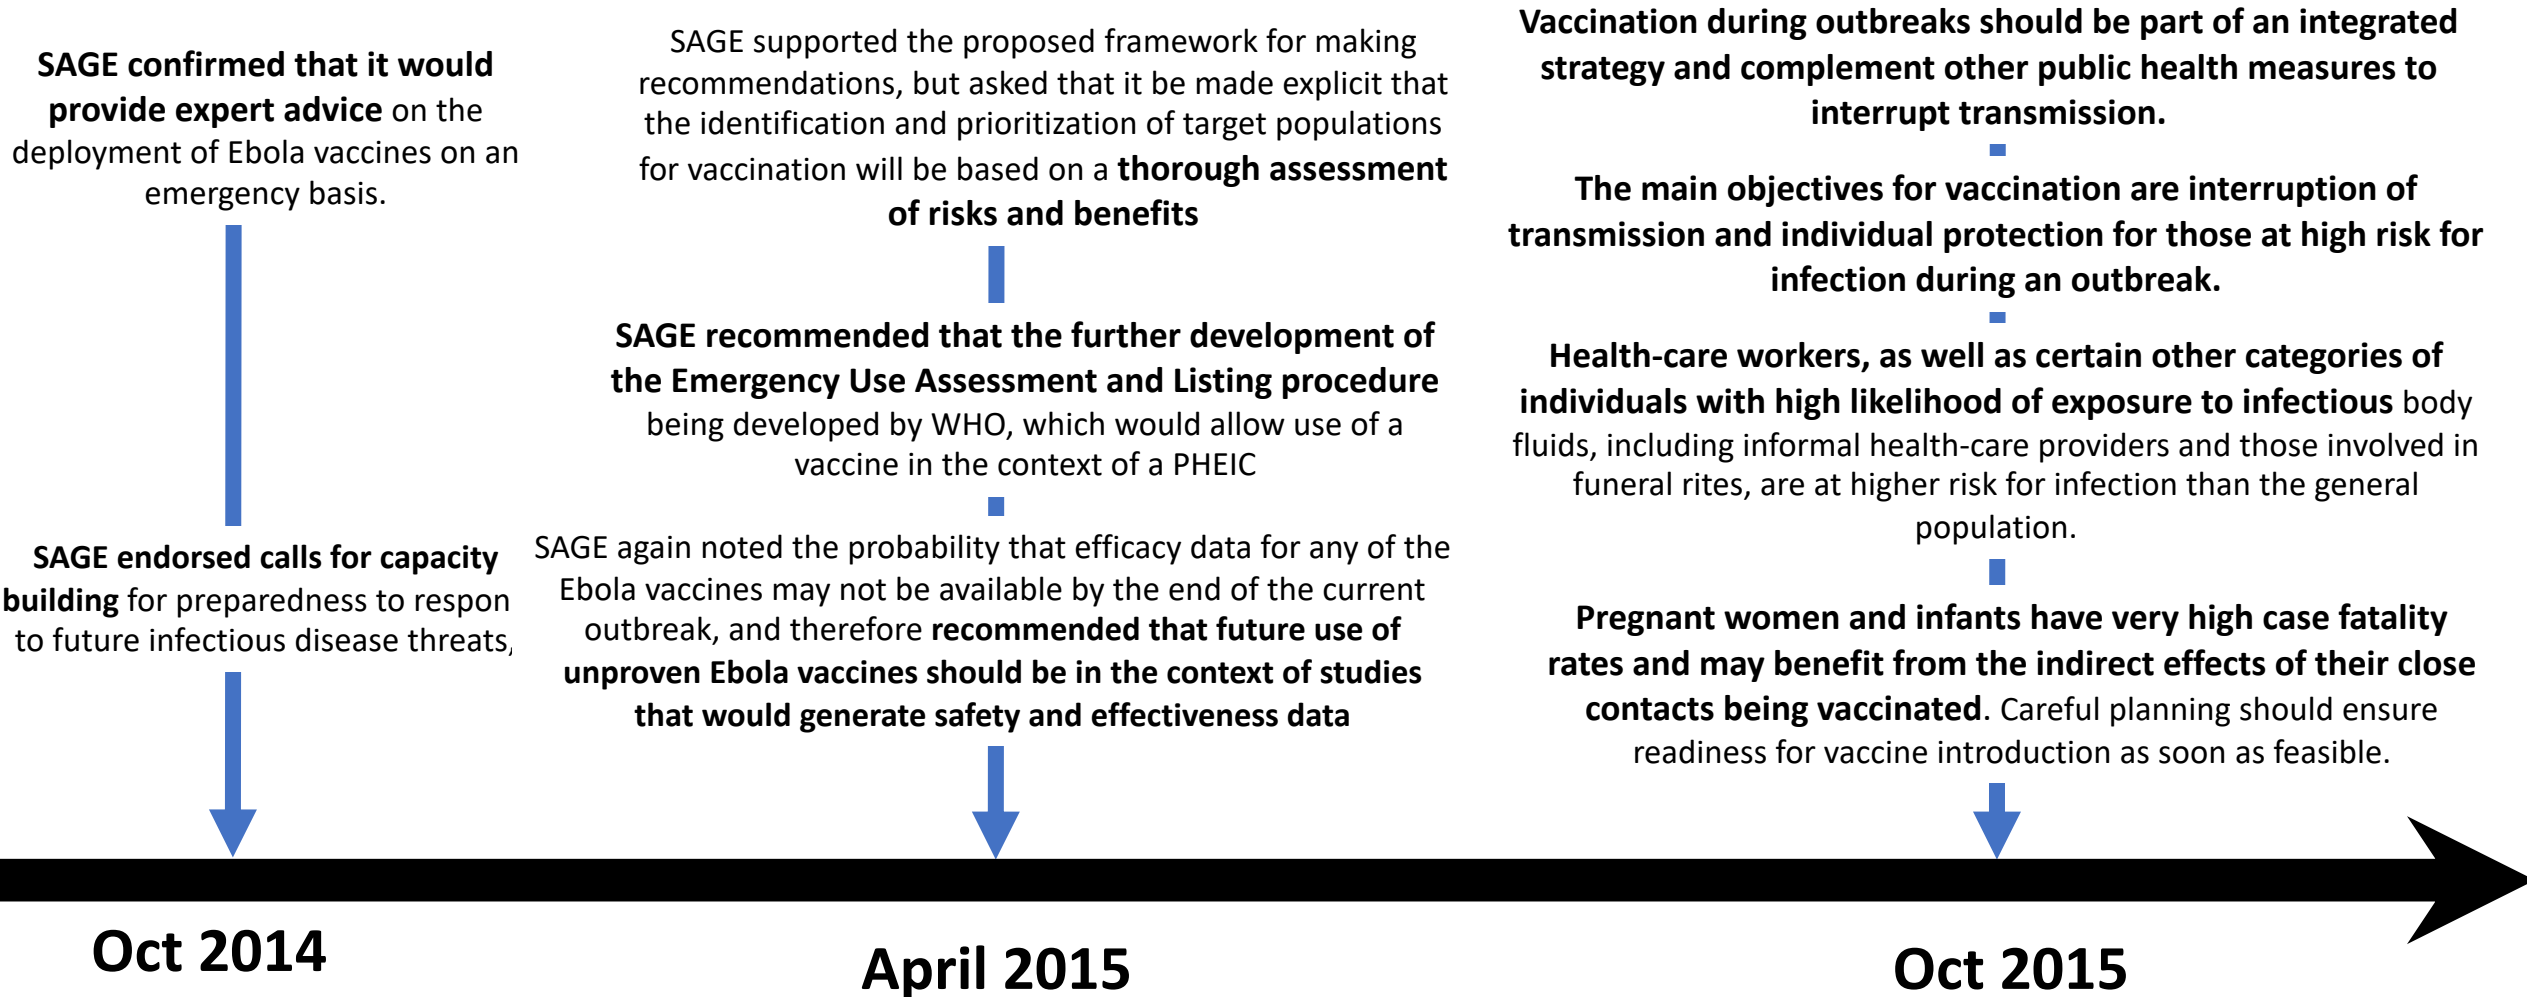 SAGE confirmed that it would
provide expert advice on the
deployment of Ebola vaccines on an
emergency basis.
SAGE endorsed calls for capacity
building for preparedness to respon
to future infectious disease threats,
Oct 2014
SAGE supported the proposed framework for making
recommendations, but asked that it be made explicit that
the identification and prioritization of target populations
for vaccination will be based on a thorough assessment
of risks and benefits
SAGE recommended that the further development of
the Emergency Use Assessment and Listing procedure
being developed by WHO, which would allow use of a
vaccine in the context of a PHEIC
SAGE again noted the probability that efficacy data for any of the
Ebola vaccines may not be available by the end of the current
outbreak, and therefore recommended that future use of
unproven Ebola vaccines should be in the context of studies
that would generate safety and effectiveness data
April 2015
Vaccination during outbreaks should be part of an integrated
strategy and complement other public health measures to
interrupt transmission.
The main objectives for vaccination are interruption of
transmission and individual protection for those at high risk for
infection during an outbreak.
Health-care workers, as well as certain other categories of
individuals with high likelihood of exposure to infectious body
fluids, including informal health-care providers and those involved in
funeral rites, are at higher risk for infection than the general
population.
Pregnant women and infants have very high case fatality
rates and may benefit from the indirect effects of their close
contacts being vaccinated. Careful planning should ensure
readiness for vaccine introduction as soon as feasible.
Oct 2015